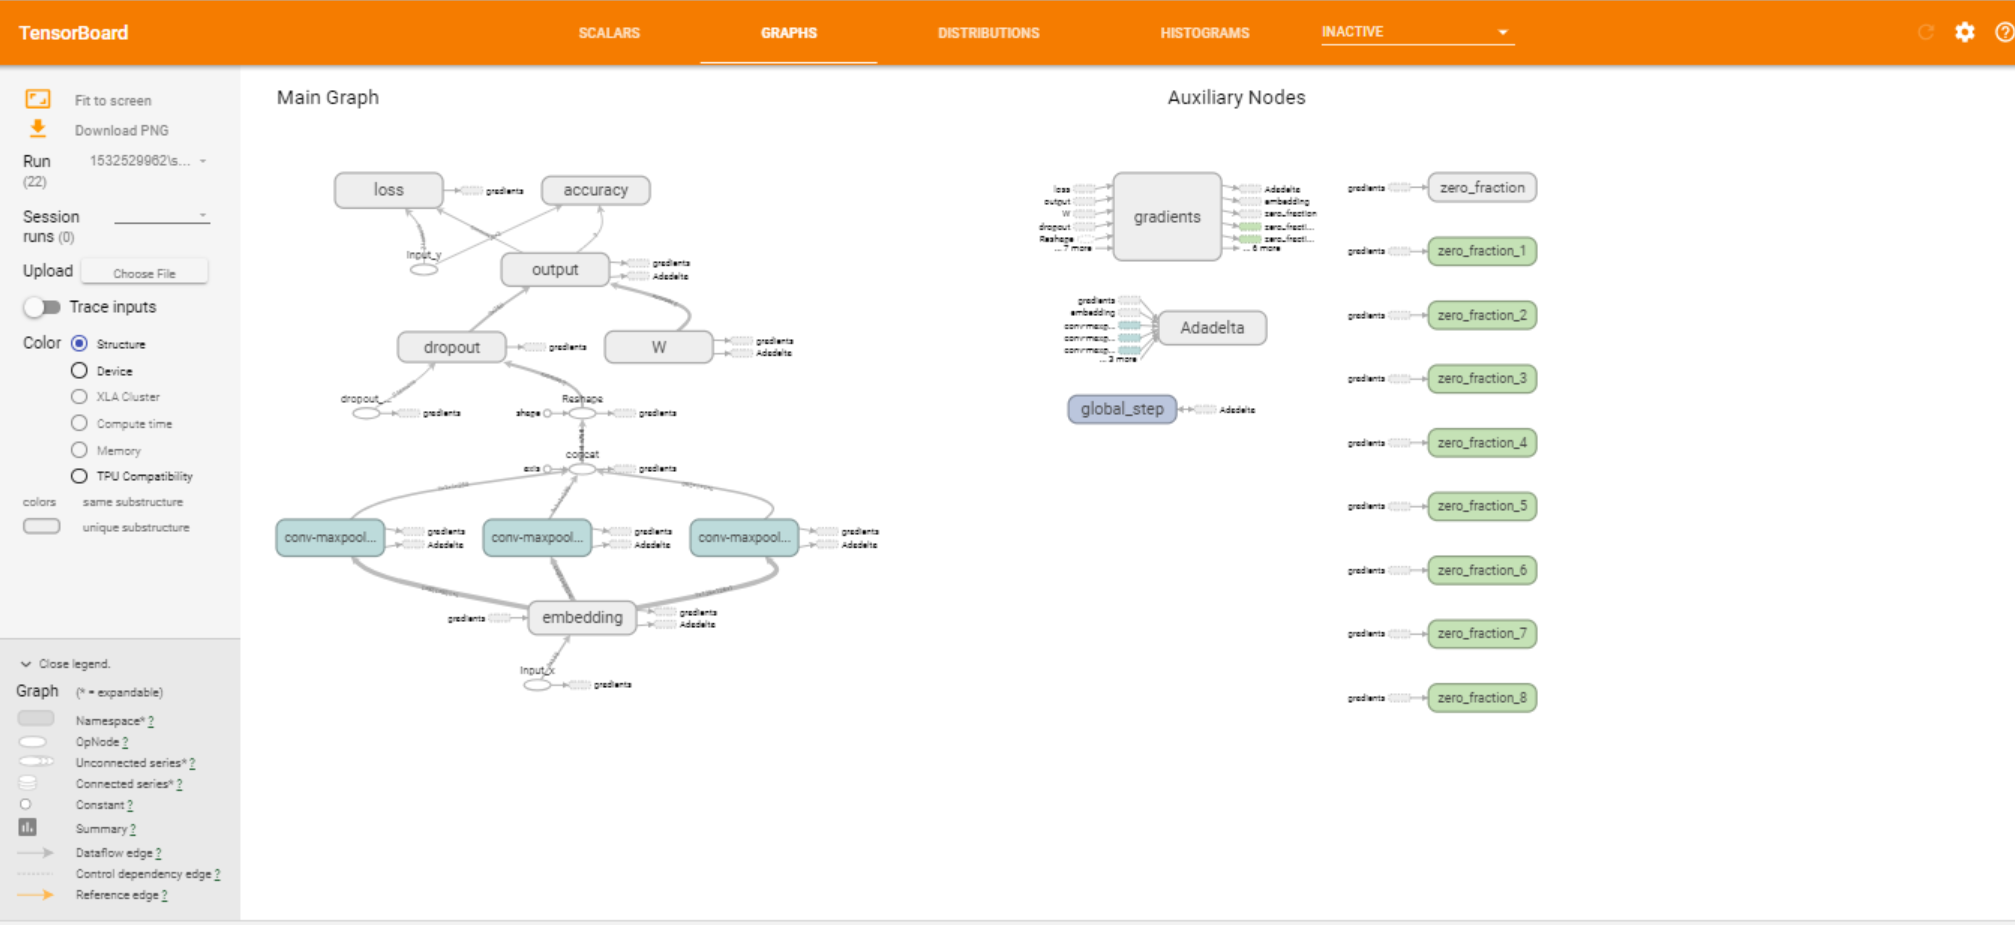 TensorBoard
SCALARS
GRAPHS
DISTRIBUTIONS
HISTOGRAMS
INACTIVE
Fit to screen
Download PNG
Run
(22)
1532529962\s...
Session
runs (0)
Upload
Choose File
Trace inputs
Color
Structure
Device
XLA Cluster
Compute time
Memory
TPU Compatibility
colors
same substructure
unique substructure
Close legend.
Graph
(* = expandable)
Namespace* ?
OpNode ?
Unconnected series* ?
Connected series* ?
Constant ?
Summary ?
Dataflow edge ?
Control dependency edge ?
Reference edge ?
Main Graph
loss
gradients
accuracy
Input_y
output
gradients
Adadelta
dropout
gradients
W
gradients
Adadelta
dropout_
gradients
Reshape
shape
gradients
concat
axis
gradients
conv-maxpool...
gradients
Adadelta
conv-maxpool...
gradients
Adadelta
conv-maxpool...
gradients
Adadelta
gradients
embedding
gradients
Adadelta
Input_x
gradients
Auxiliary Nodes
loss
output
W
dropout
Reshape
... 7 more
gradients
Adadelta
embedding
zero_fraction
zero_fracti...
zero_fracti...
... 6 more
gradients
embedding
conv-maxp...
conv-maxp...
conv-maxp...
... 3 more
Adadelta
global_step
Adadelta
gradients
zero_fraction
gradients
zero_fraction_1
gradients
zero_fraction_2
gradients
zero_fraction_3
gradients
zero_fraction_4
gradients
zero_fraction_5
gradients
zero_fraction_6
gradients
zero_fraction_7
gradients
zero_fraction_8